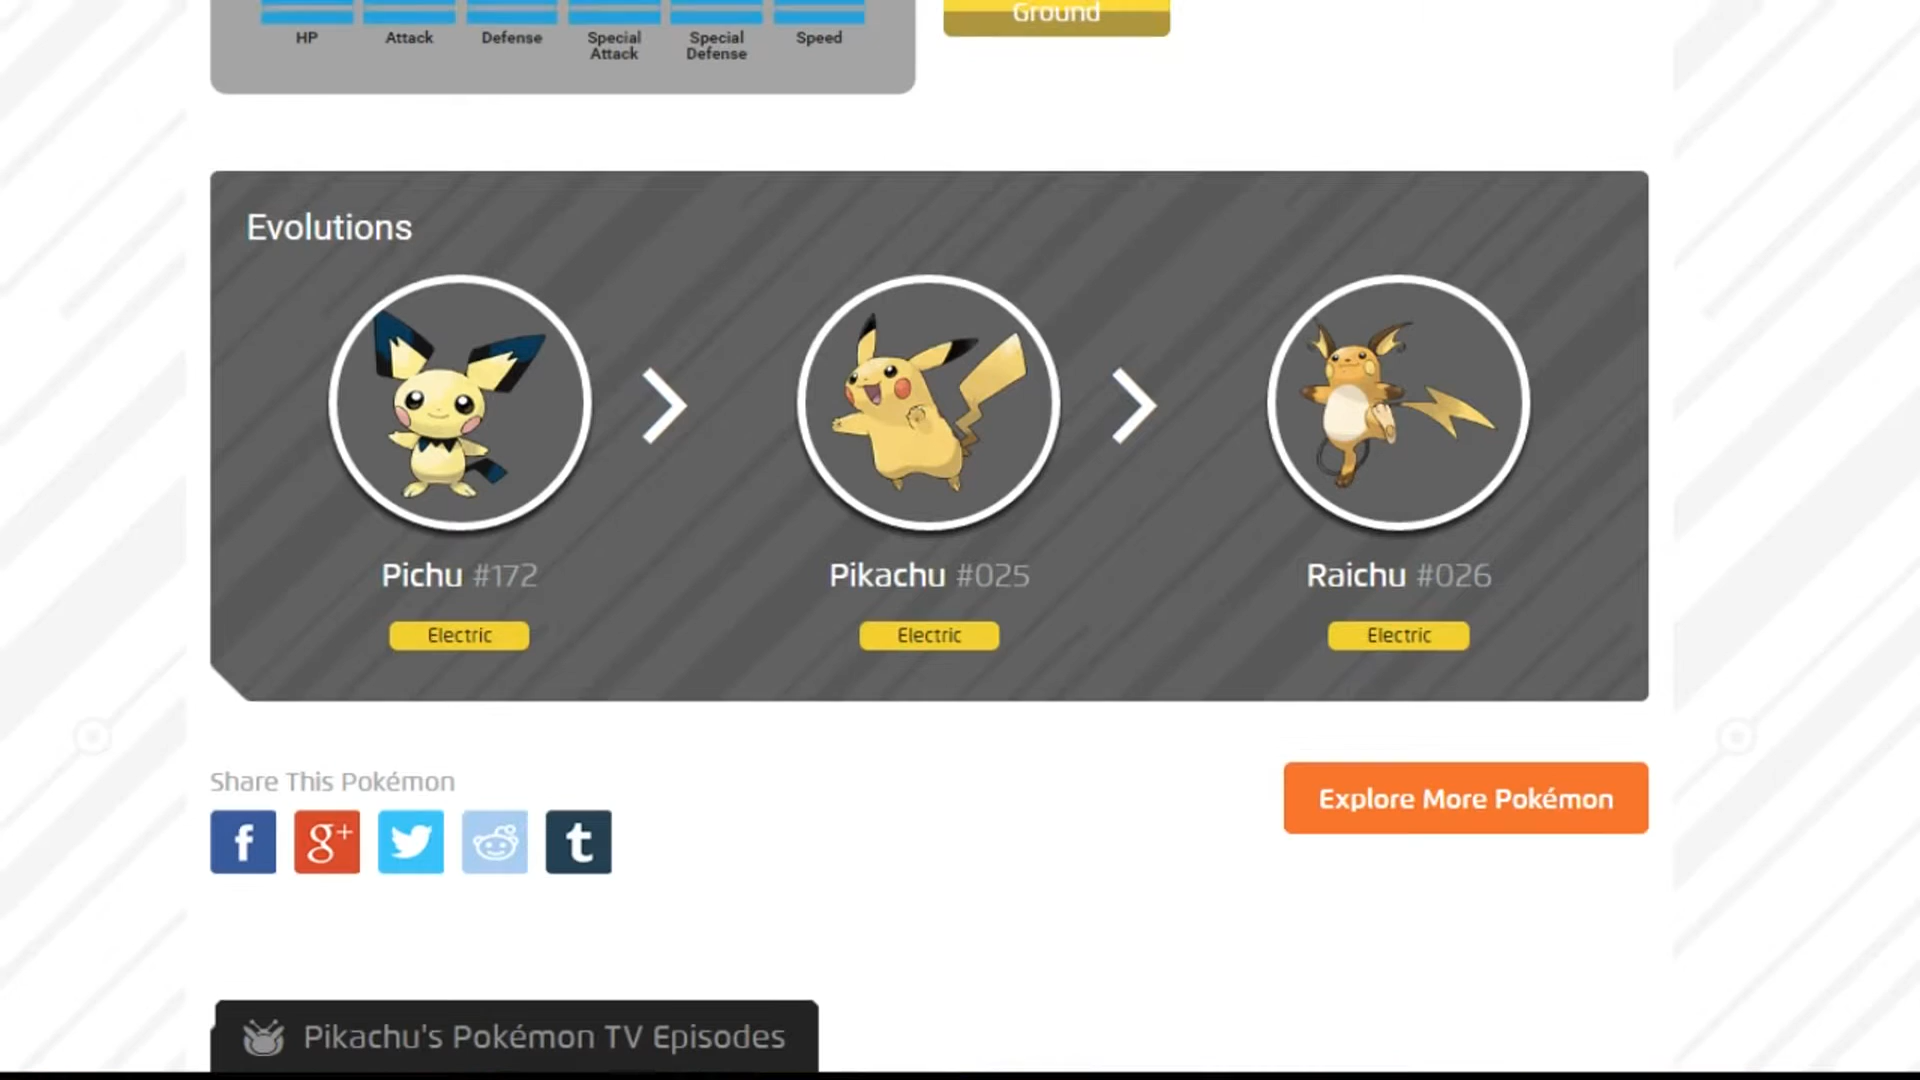 HP
Attack
Defense
Special
Attack
Special
Defense
Speed
Ground
Evolutions
Pichu #172
Electric
Pikachu #025
Electric
Raichu #026
Electric
Share This Pokémon
f
g+
t
Explore More Pokémon
Pikachu's Pokémon TV Episodes